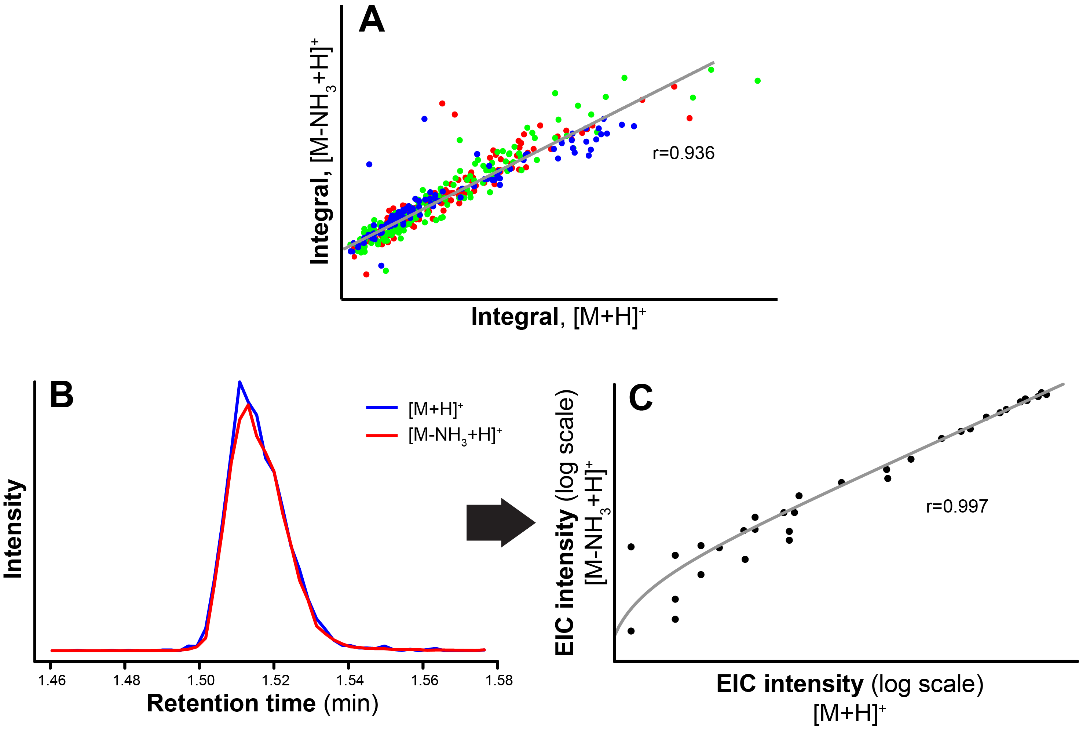 A
Integral, [M-NH₃+H]⁺
r=0.936
Integral, [M+H]⁺
B
[M+H]⁺
[M-NH₃+H]⁺
Intensity
1.46 1.48 1.50 1.52 1.54 1.56 1.58
Retention time (min)
C
EIC intensity (log scale)
[M-NH₃+H]⁺
r=0.997
EIC intensity (log scale)
[M+H]⁺